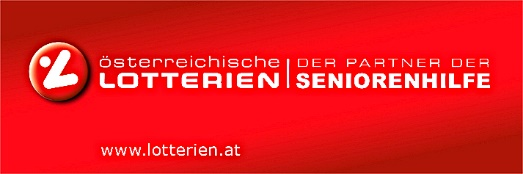 österreichische
LOTTERIEN
DER PARTNER DER
SENIORENHILFE
www.lotterien.at